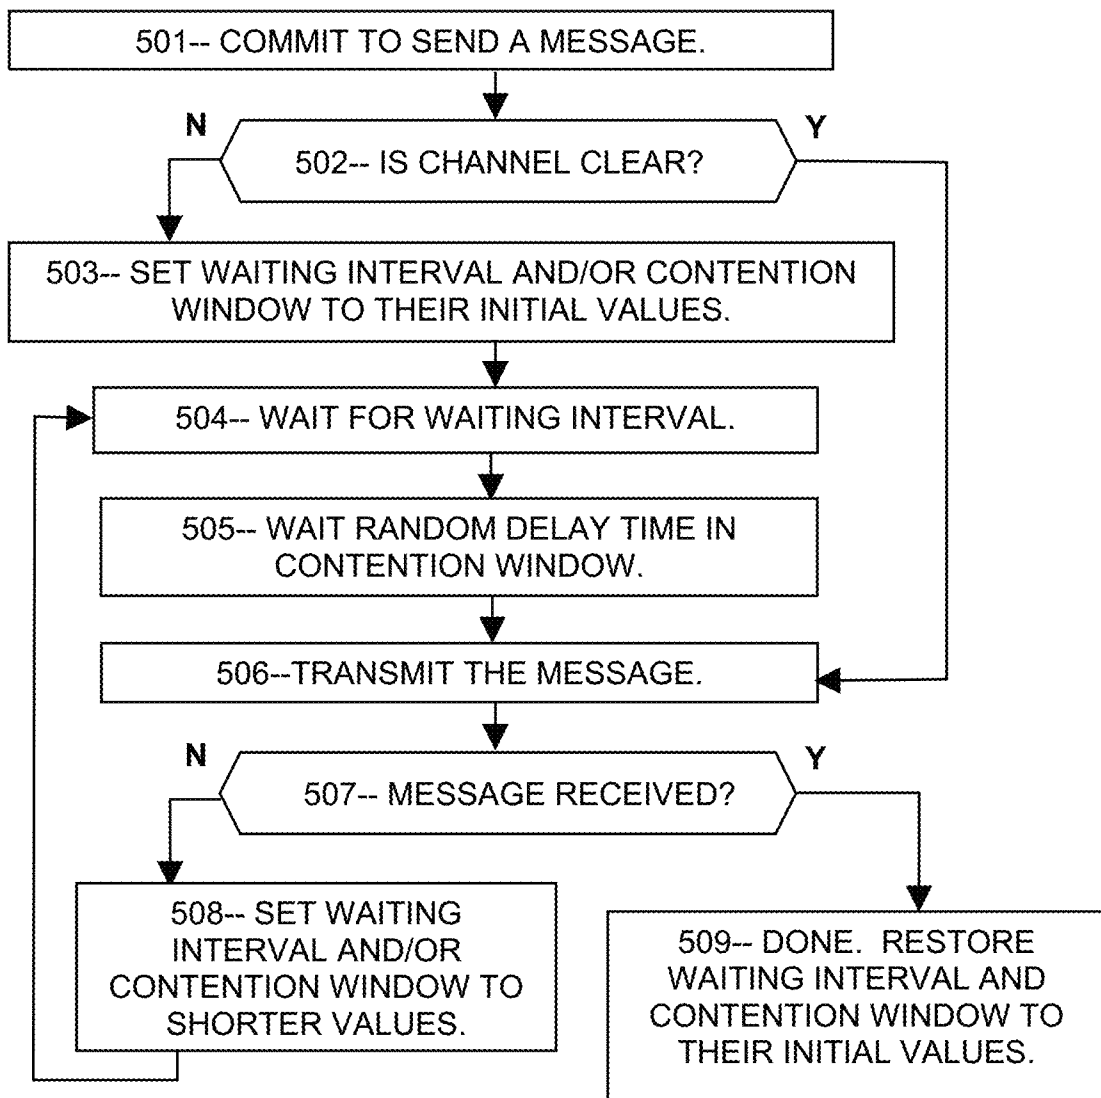 501-- COMMIT TO SEND A MESSAGE.
N
Y
502-- IS CHANNEL CLEAR?
503-- SET WAITING INTERVAL AND/OR CONTENTION
WINDOW TO THEIR INITIAL VALUES.
504-- WAIT FOR WAITING INTERVAL.
505-- WAIT RANDOM DELAY TIME IN
CONTENTION WINDOW.
506--TRANSMIT THE MESSAGE.
N
Y
507-- MESSAGE RECEIVED?
508-- SET WAITING
INTERVAL AND/OR
CONTENTION WINDOW TO
SHORTER VALUES.
509-- DONE. RESTORE
WAITING INTERVAL AND
CONTENTION WINDOW TO
THEIR INITIAL VALUES.